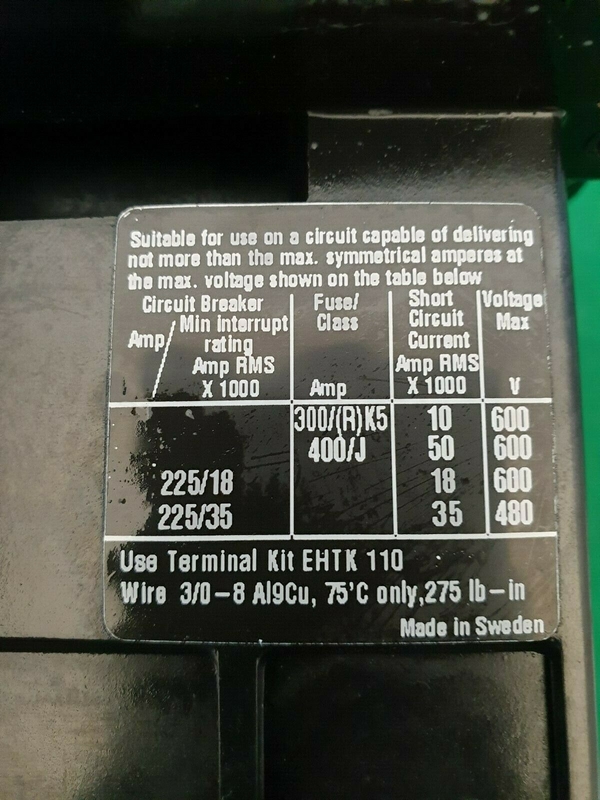 Suitable for use on a circuit capable of delivering
not more than the max. symmetrical amperes at
the max. voltage shown on the table below
Circuit Breaker Fuse/ Short Voltage
Amp/ Min interrupt Class Circuit Max
rating Current
Amp RMS Amp RMS
X 1000 Amp X 1000 V
300/(R)K5 10 600
400/J 50 600
225/18 18 600
225/35 35 480
Use Terminal Kit EHTK 110
Wire 3/0-8 Al9Cu, 75'C only,275 lb-in
Made in Sweden